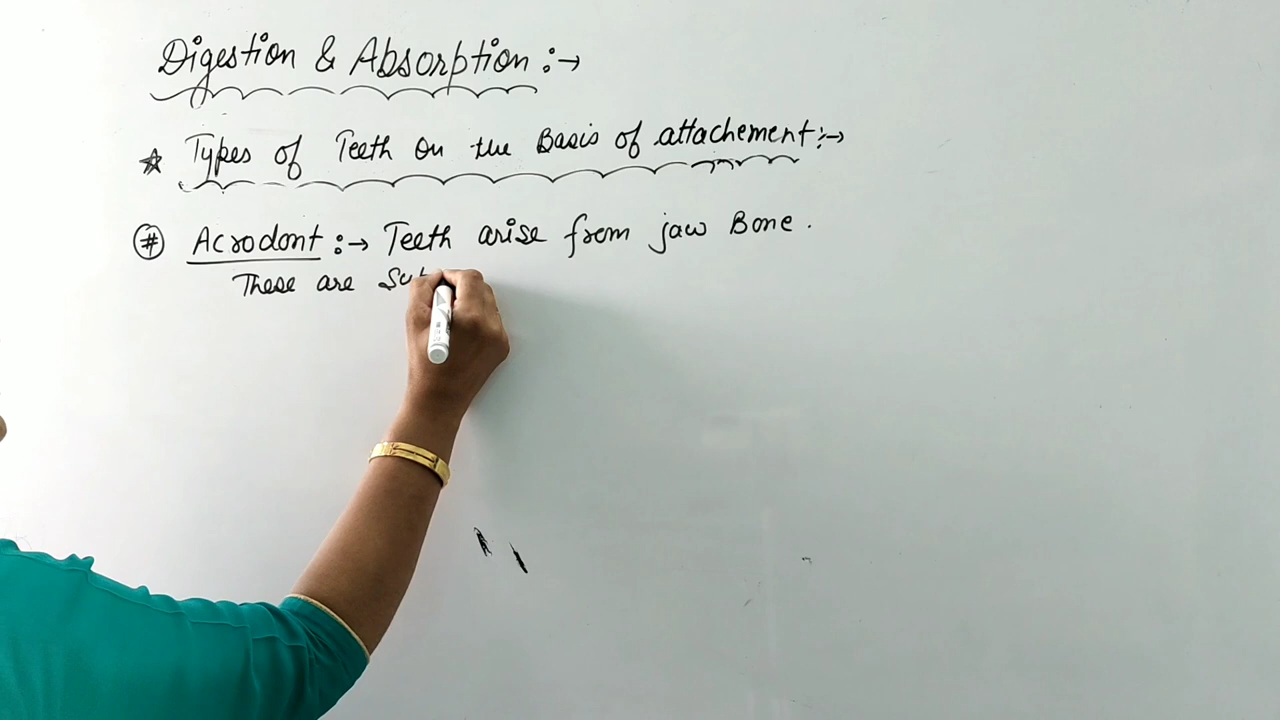 Digestion & Absorption :→
☆ Types of Teeth on the Basis of attachement :→
# Acrodont :→ Teeth arise from jaw Bone.
These are